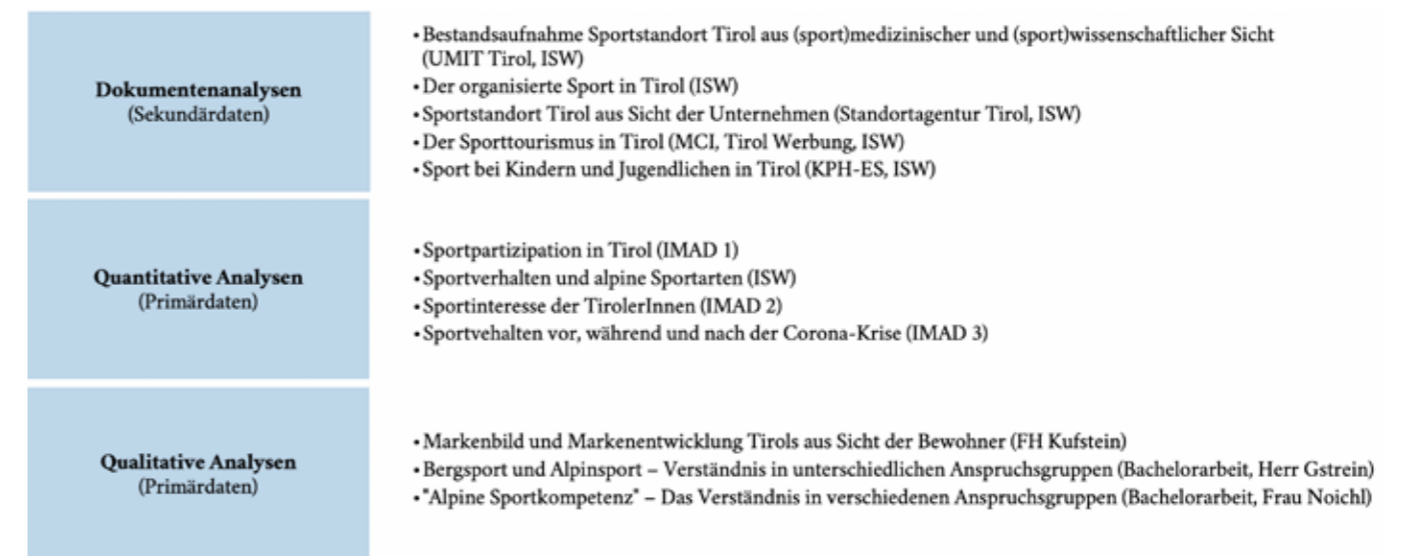 Dokumentenanalysen
(Sekundärdaten)
•Bestandsaufnahme Sportstandort Tirol aus (sport)medizinischer und (sport)wissenschaftlicher Sicht
(UMIT Tirol, ISW)
•Der organisierte Sport in Tirol (ISW)
•Sportstandort Tirol aus Sicht der Unternehmen (Standortagentur Tirol, ISW)
•Der Sporttourismus in Tirol (MCI, Tirol Werbung, ISW)
•Sport bei Kindern und Jugendlichen in Tirol (KPH-ES, ISW)
Quantitative Analysen
(Primärdaten)
•Sportpartizipation in Tirol (IMAD 1)
•Sportverhalten und alpine Sportarten (ISW)
•Sportinteresse der TirolerInnen (IMAD 2)
•Sportvehalten vor, während und nach der Corona-Krise (IMAD 3)
Qualitative Analysen
(Primärdaten)
•Markenbild und Markenentwicklung Tirols aus Sicht der Bewohner (FH Kufstein)
•Bergsport und Alpinsport – Verständnis in unterschiedlichen Anspruchsgruppen (Bachelorarbeit, Herr Gstrein)
•"Alpine Sportkompetenz" – Das Verständnis in verschiedenen Anspruchsgruppen (Bachelorarbeit, Frau Noichl)